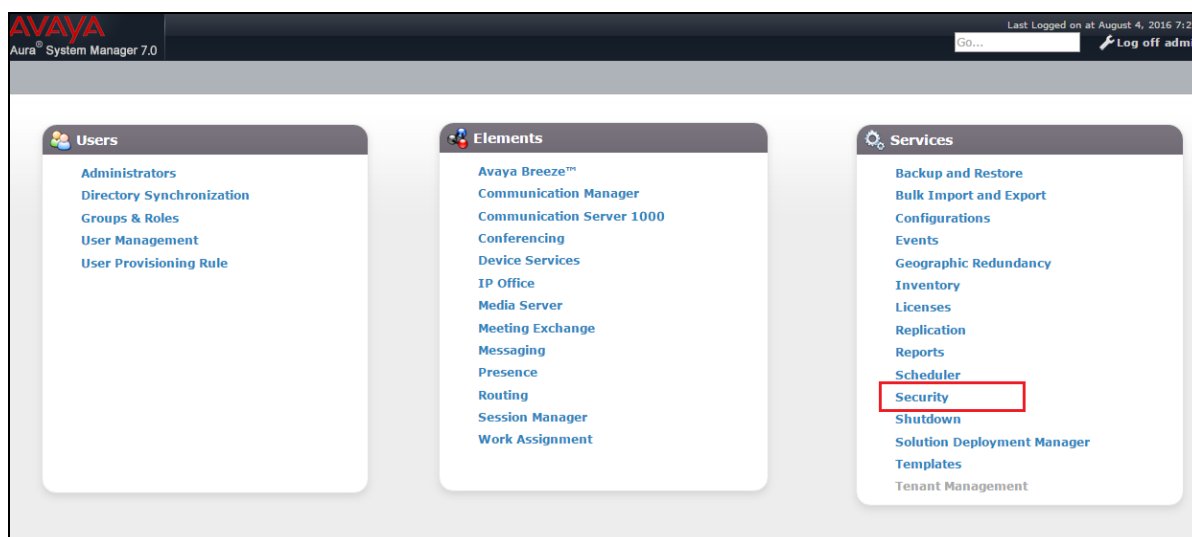 AVAYA
Aura® System Manager 7.0
Last Logged on at August 4, 2016 7:2
Go...
Log off admi
Users
Administrators
Directory Synchronization
Groups & Roles
User Management
User Provisioning Rule
Elements
Avaya Breeze™
Communication Manager
Communication Server 1000
Conferencing
Device Services
IP Office
Media Server
Meeting Exchange
Messaging
Presence
Routing
Session Manager
Work Assignment
Services
Backup and Restore
Bulk Import and Export
Configurations
Events
Geographic Redundancy
Inventory
Licenses
Replication
Reports
Scheduler
Security
Shutdown
Solution Deployment Manager
Templates
Tenant Management